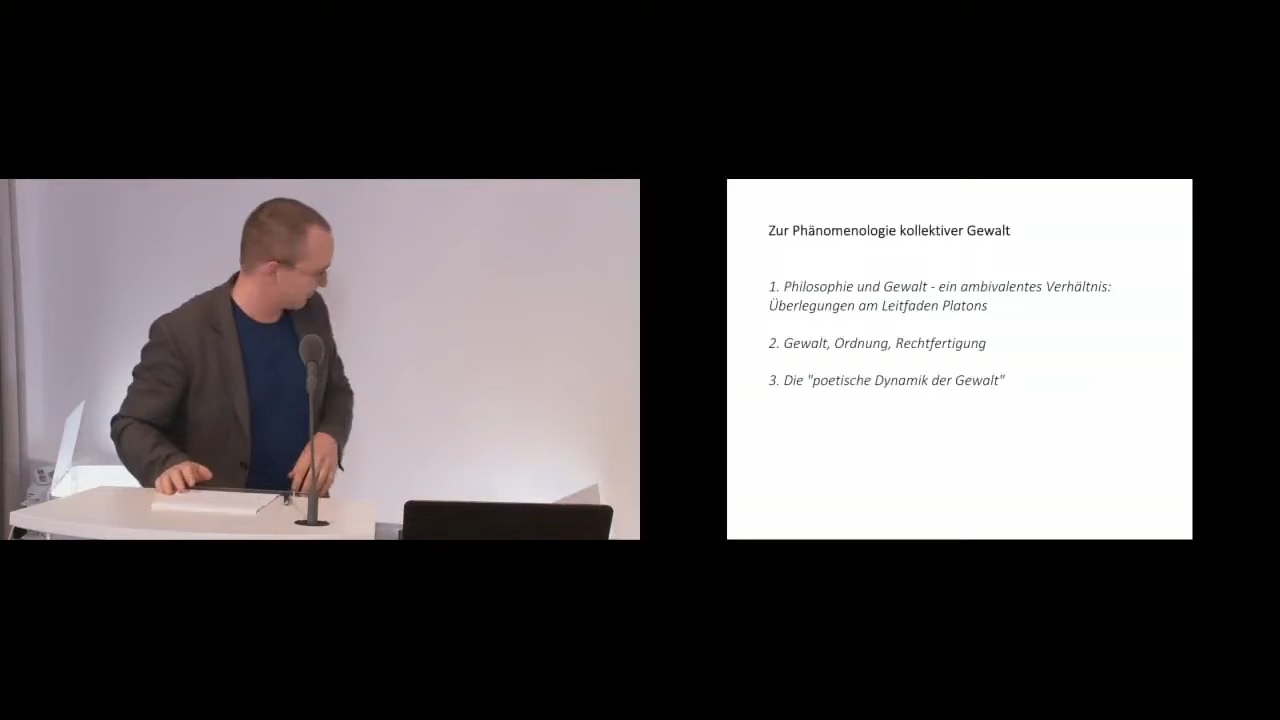 Zur Phänomenologie kollektiver Gewalt
1. Philosophie und Gewalt - ein ambivalentes Verhältnis:
Überlegungen am Leitfaden Platons
2. Gewalt, Ordnung, Rechtfertigung
3. Die "poetische Dynamik der Gewalt"